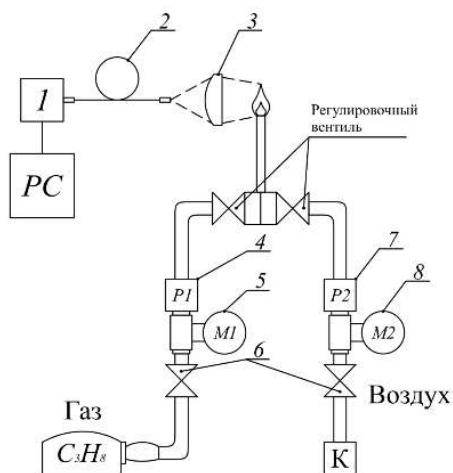 2
3
1
PC
Регулировочный
вентиль
4
7
P1
P2
5
8
M1
M2
6
Газ
Воздух
C₃H₈
К